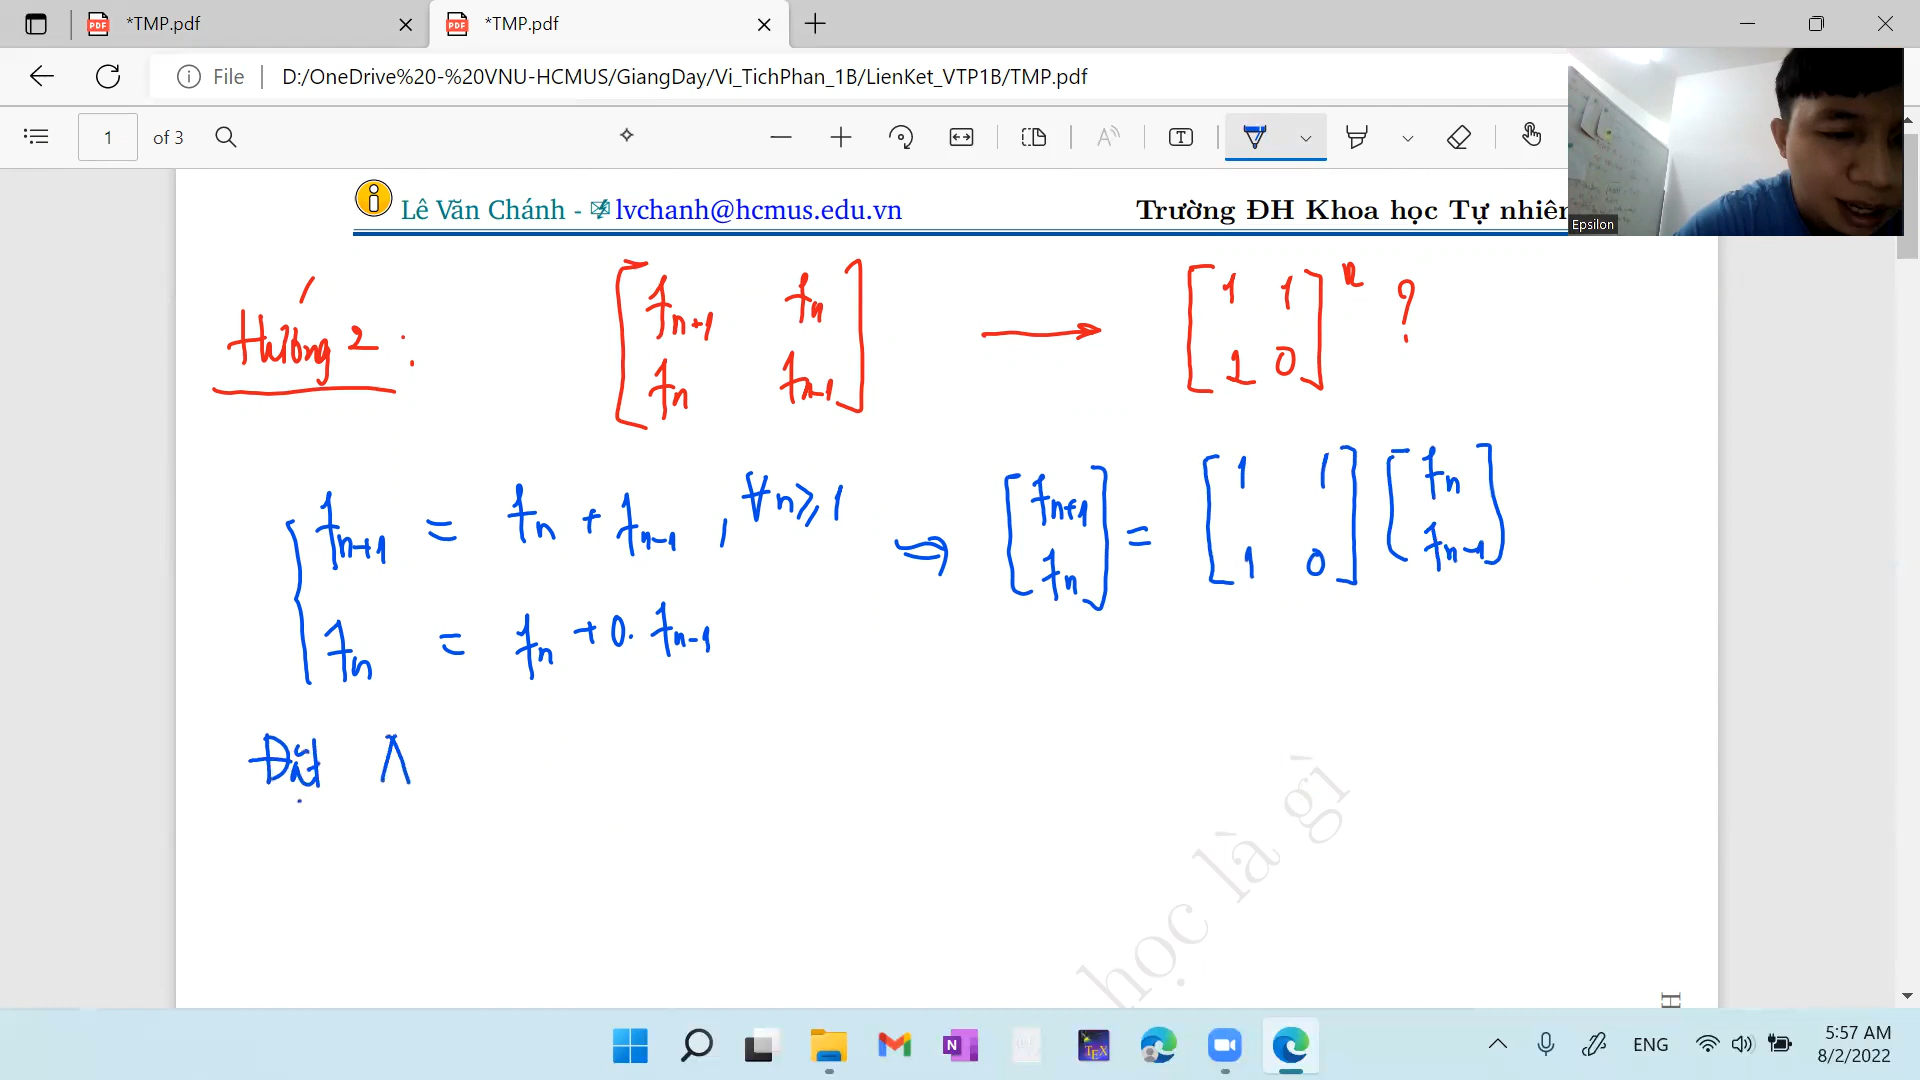 *TMP.pdf
*TMP.pdf
File D:/OneDrive%20-%20VNU-HCMUS/GiangDay/Vi_TichPhan_1B/LienKet_VTP1B/TMP.pdf
1 of 3
Lê Văn Chánh - lvchanh@hcmus.edu.vn
Trường ĐH Khoa học Tự nhiên
Epsilon
Hướng 2 : [f_{n+1} f_n; f_n f_{n-1}] → [1 1; 1 0]^n ?
{ f_{n+1} = f_n + f_{n-1} , ∀n ⩾ 1 ⇒ [f_{n+1}; f_n] = [1 1; 1 0] [f_n; f_{n-1}]
f_n = f_n + 0. f_{n-1}
Đặt Λ
học là gì
H
ENG
5:57 AM
8/2/2022